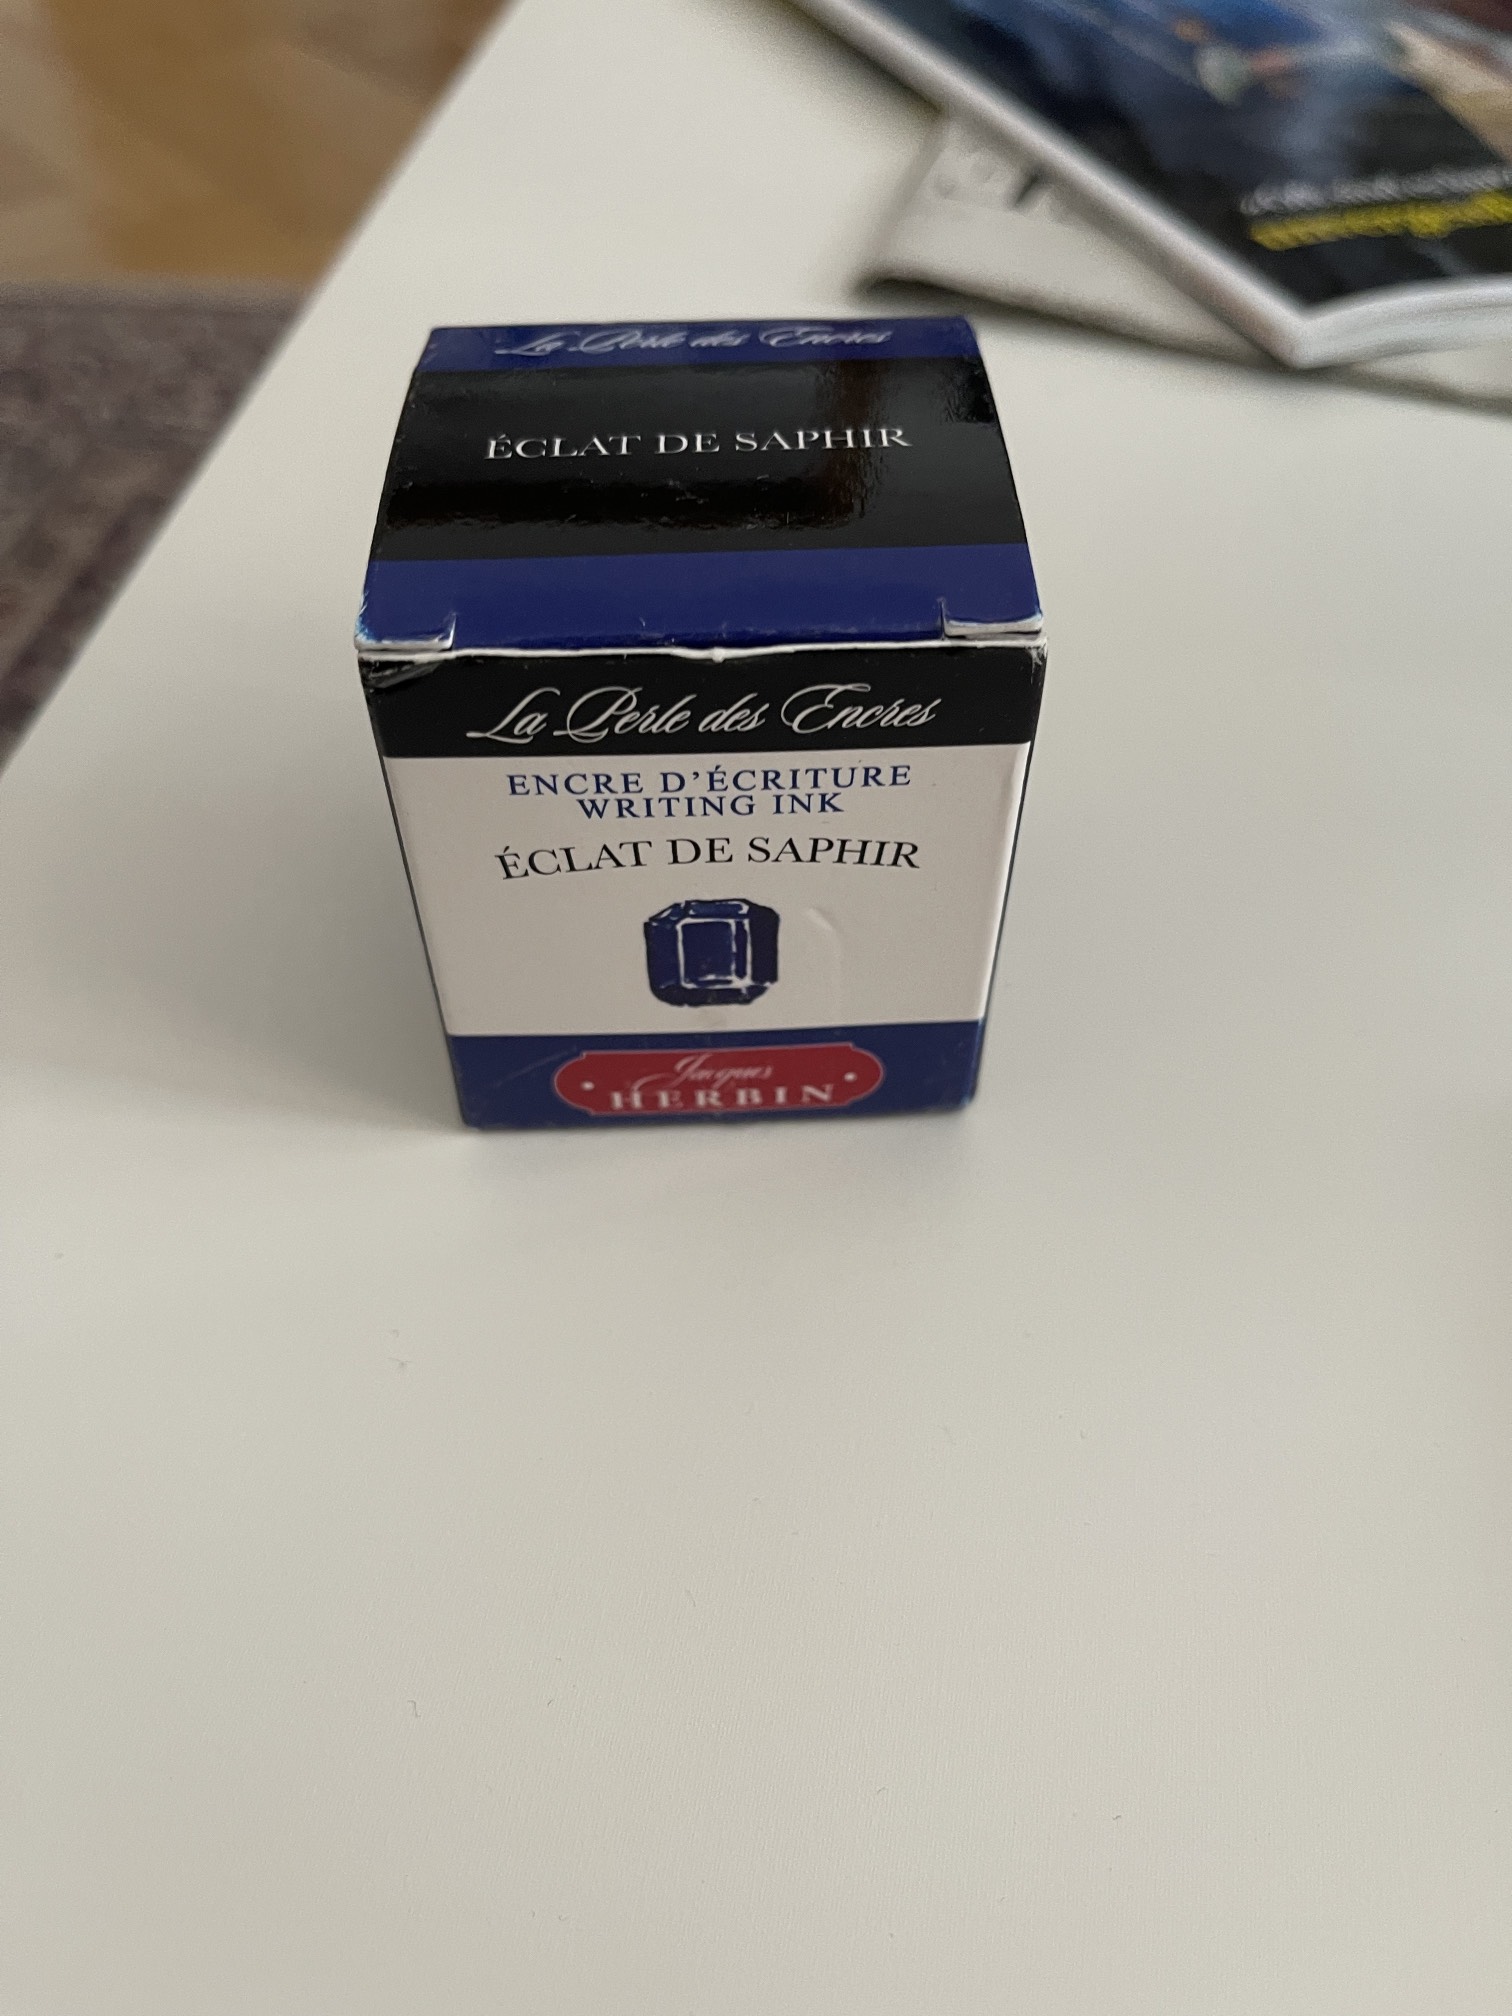 La Perle des Encres
ÉCLAT DE SAPHIR
La Perle des Encres
ENCRE D'ÉCRITURE
WRITING INK
ÉCLAT DE SAPHIR
Jacques
HERBIN